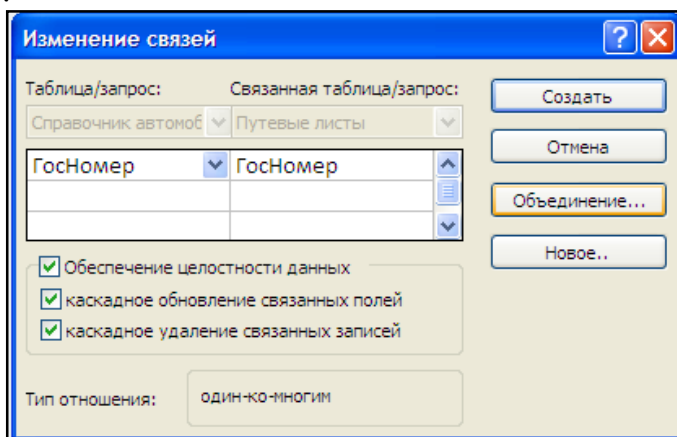 Изменение связей
Таблица/запрос: Связанная таблица/запрос:
Справочник автомоб Путевые листы
ГосНомер ГосНомер
Обеспечение целостности данных
каскадное обновление связанных полей
каскадное удаление связанных записей
Тип отношения: один-ко-многим
Создать
Отмена
Объединение...
Новое..